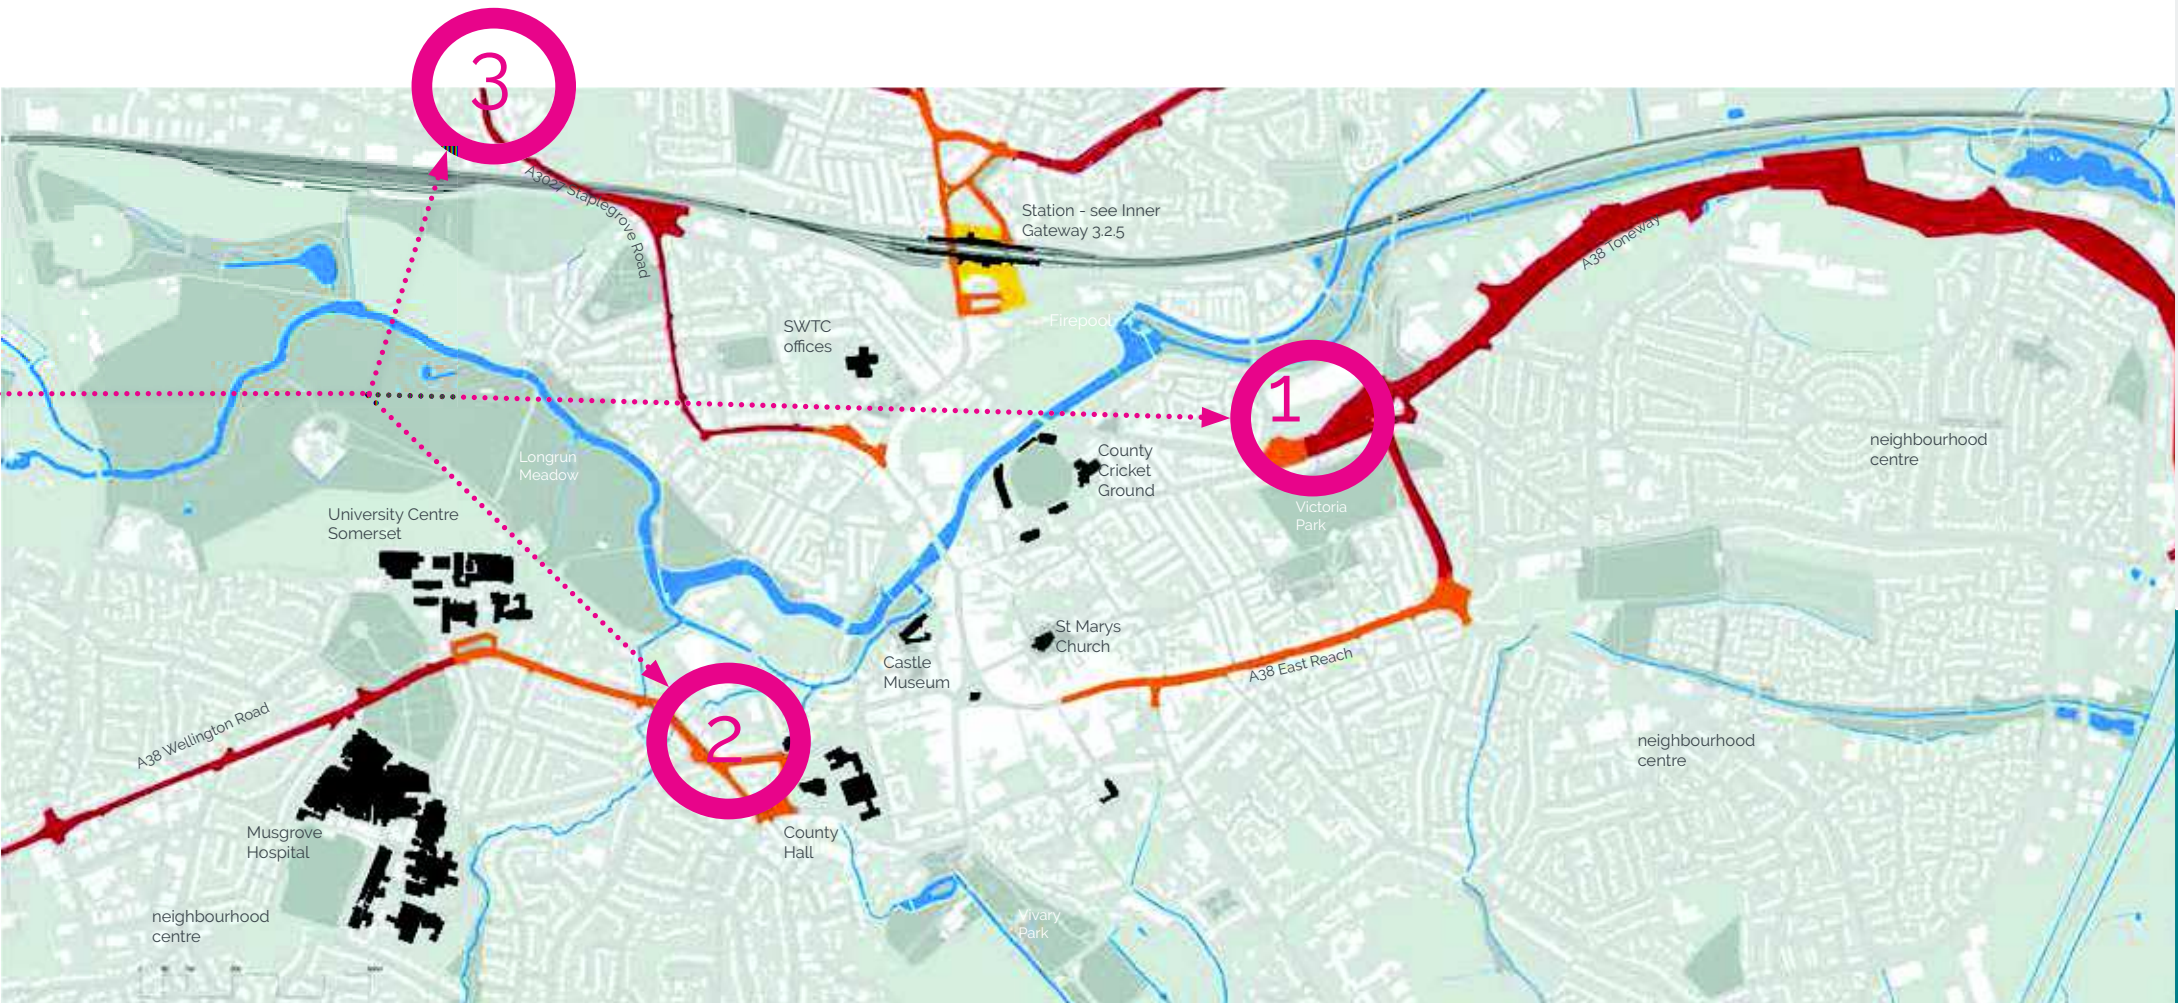 3
A3027 Staplegrove Road
Station - see Inner
Gateway 3.2.5
A38 Toneway
SWTC
offices
Firepool
1
County
Cricket
Ground
neighbourhood
centre
Longrun
Meadow
Victoria
Park
University Centre
Somerset
St Marys
Church
Castle
Museum
A38 East Reach
A38 Wellington Road
2
neighbourhood
centre
Musgrove
Hospital
County
Hall
neighbourhood
centre
Vivary
Park